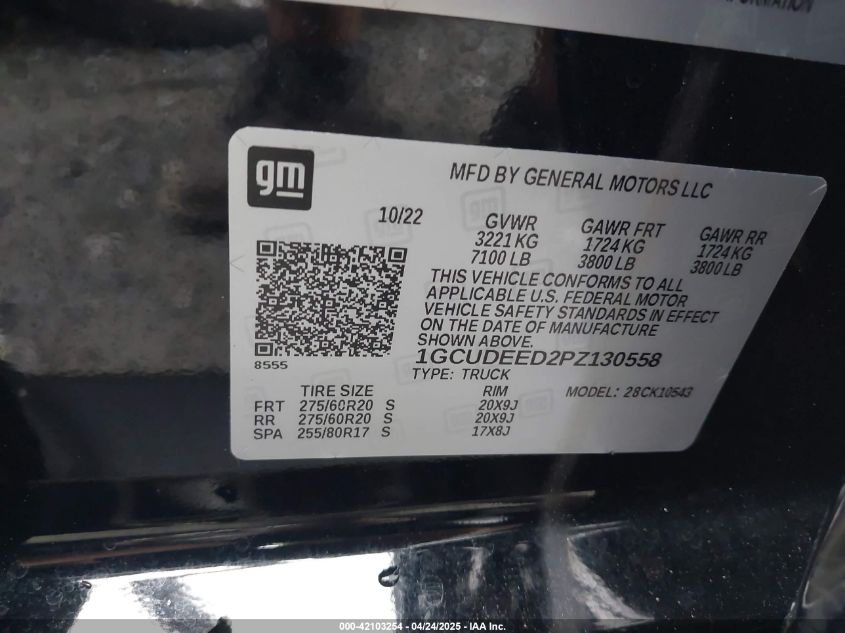 gm
MFD BY GENERAL MOTORS LLC
10/22
GVWR GAWR FRT GAWR RR
3221 KG 1724 KG 1724 KG
7100 LB 3800 LB 3800 LB
THIS VEHICLE CONFORMS TO ALL
APPLICABLE U.S. FEDERAL MOTOR
VEHICLE SAFETY STANDARDS IN EFFECT
ON THE DATE OF MANUFACTURE
SHOWN ABOVE.
8555
1GCUDEED2PZ130558
TYPE: TRUCK
TIRE SIZE RIM MODEL: 28CK10543
FRT 275/60R20 S 20X9J
RR 275/60R20 S 20X9J
SPA 255/80R17 S 17X8J
000-42103254 - 04/24/2025 - IAA Inc.